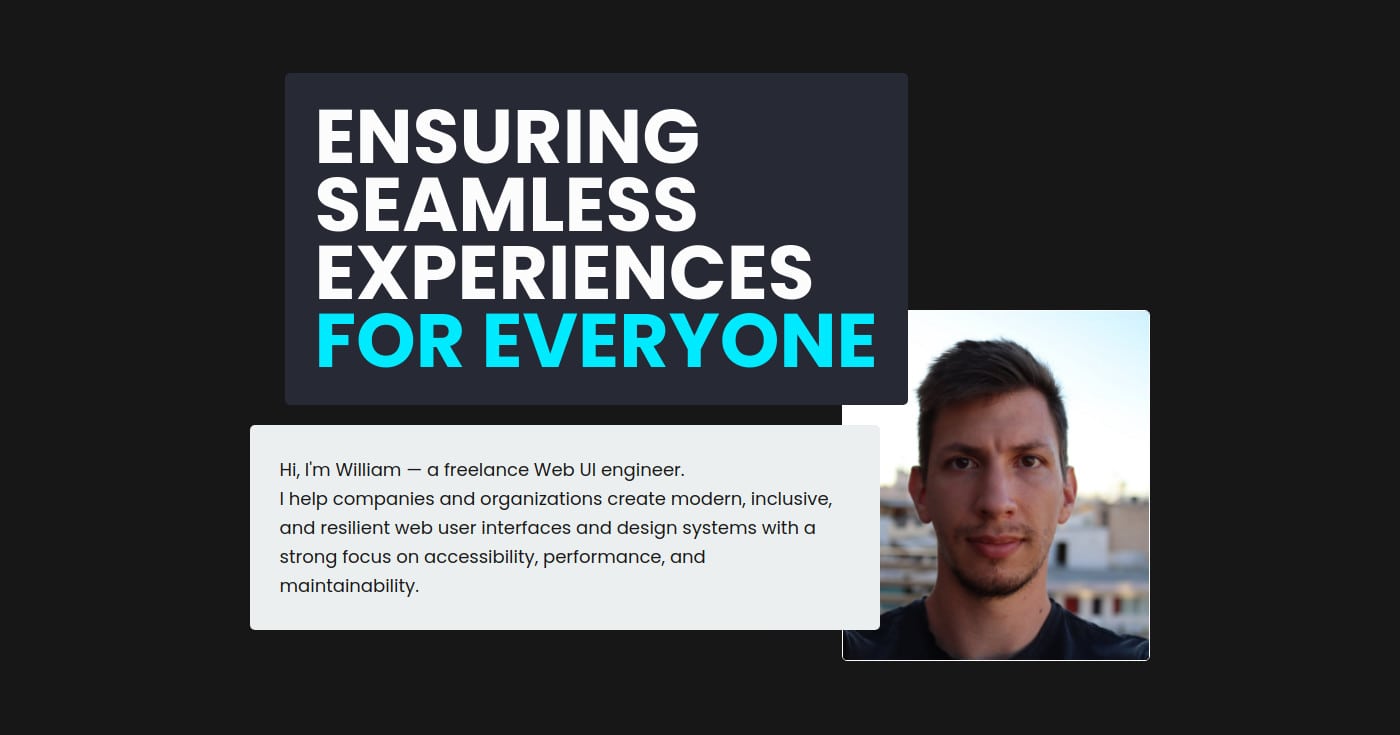 ENSURING
SEAMLESS
EXPERIENCES
FOR EVERYONE
Hi, I'm William — a freelance Web UI engineer.
I help companies and organizations create modern, inclusive,
and resilient web user interfaces and design systems with a
strong focus on accessibility, performance, and
maintainability.